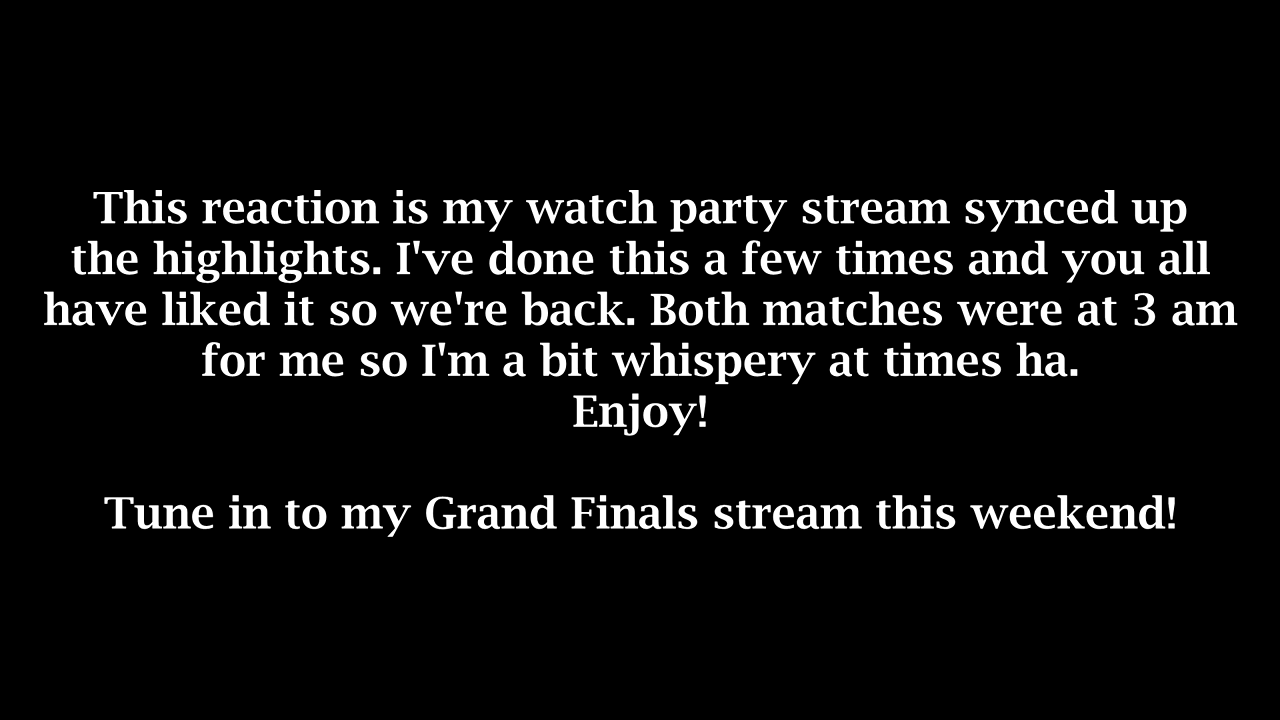 This reaction is my watch party stream synced up
the highlights. I've done this a few times and you all
have liked it so we're back. Both matches were at 3 am
for me so I'm a bit whispery at times ha.
Enjoy!
Tune in to my Grand Finals stream this weekend!